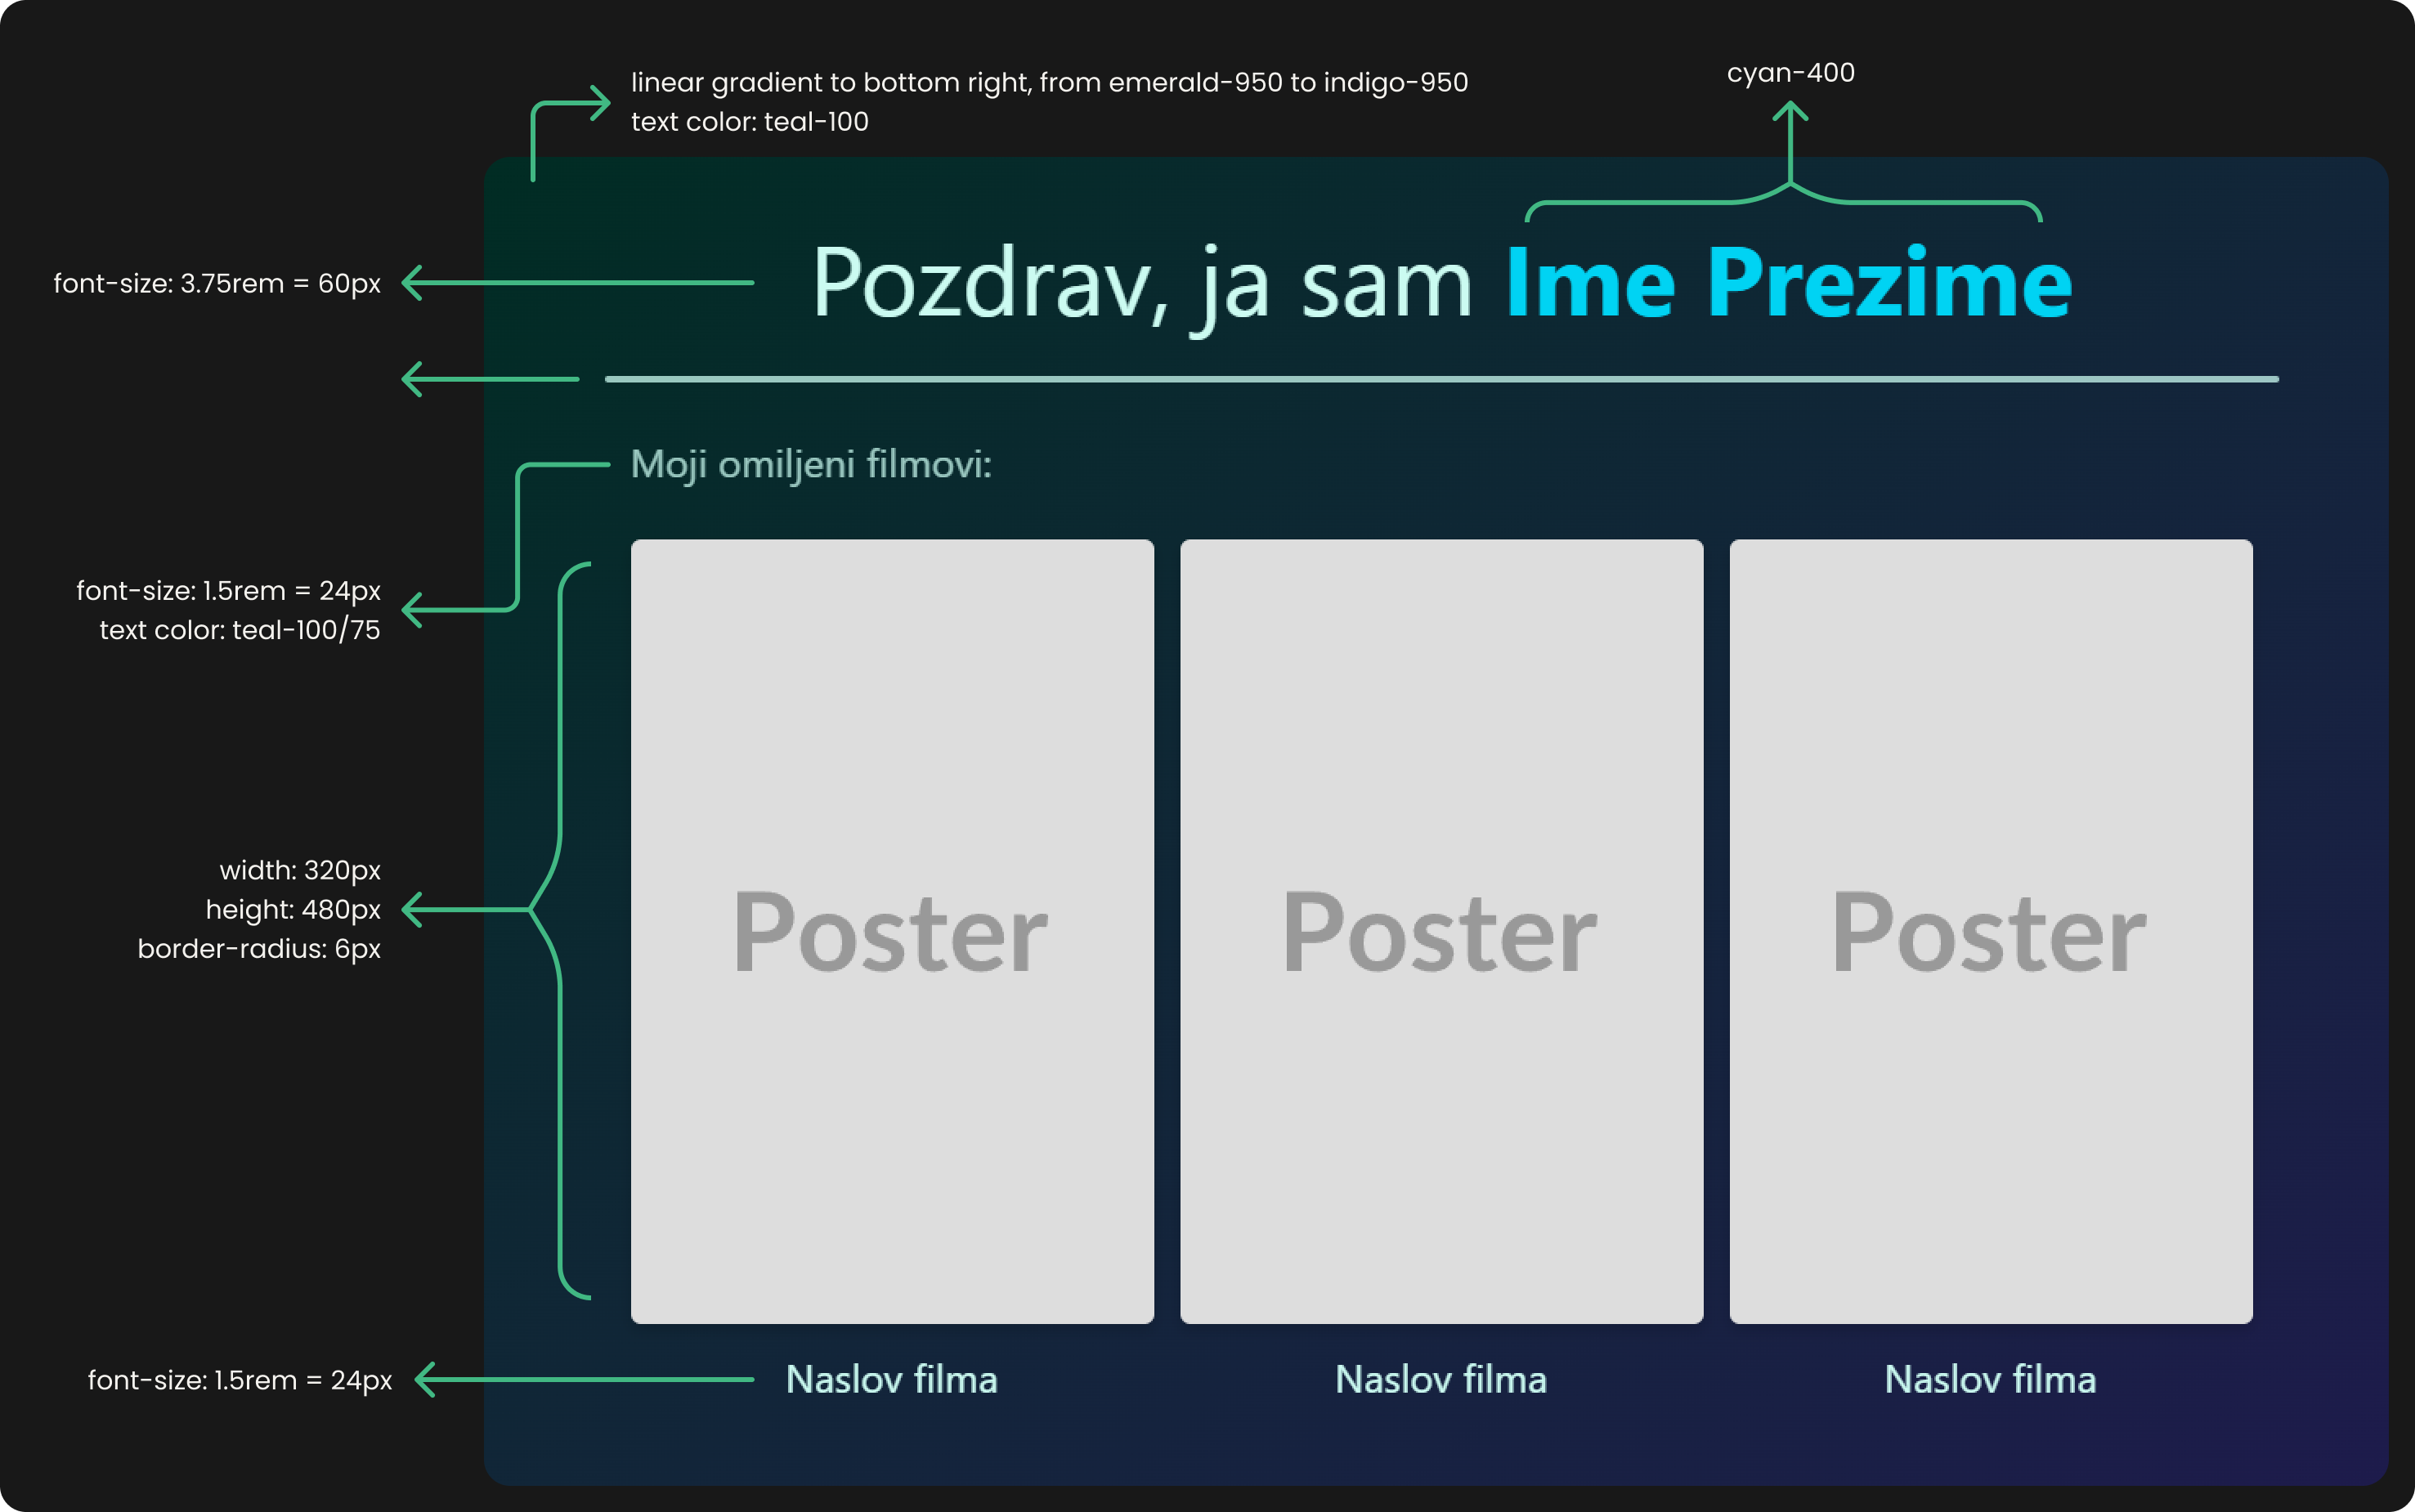 linear gradient to bottom right, from emerald-950 to indigo-950
text color: teal-100
cyan-400
font-size: 3.75rem = 60px
Pozdrav, ja sam Ime Prezime
Moji omiljeni filmovi:
font-size: 1.5rem = 24px
text color: teal-100/75
width: 320px
height: 480px
border-radius: 6px
Poster
Poster
Poster
font-size: 1.5rem = 24px
Naslov filma
Naslov filma
Naslov filma